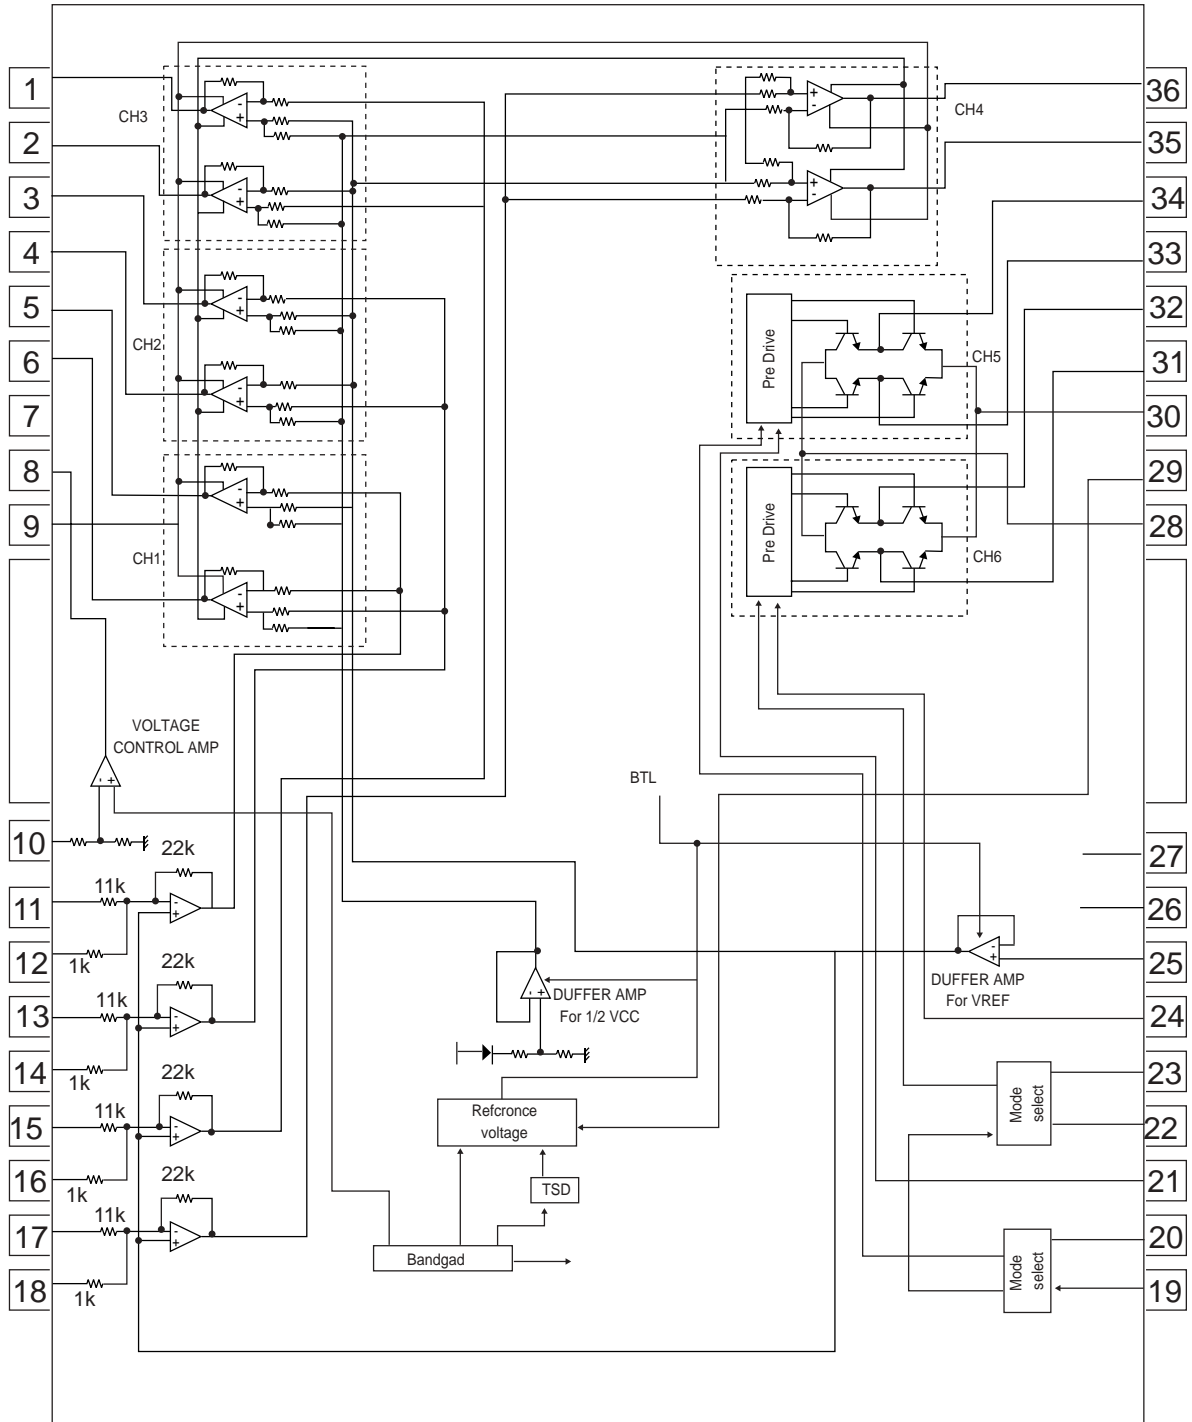 1
2
3
4
5
6
7
8
9
10
11
12
13
14
15
16
17
18
CH3
CH2
CH1
VOLTAGE
CONTROL AMP
-
+
22k
11k
1k
22k
11k
1k
22k
11k
1k
22k
11k
1k
BTL
DUFFER AMP
For 1/2 VCC
Refcronce
voltage
TSD
Bandgad
CH4
Pre Drive
CH5
Pre Drive
CH6
DUFFER AMP
For VREF
Mode
select
Mode
select
36
35
34
33
32
31
30
29
28
27
26
25
24
23
22
21
20
19